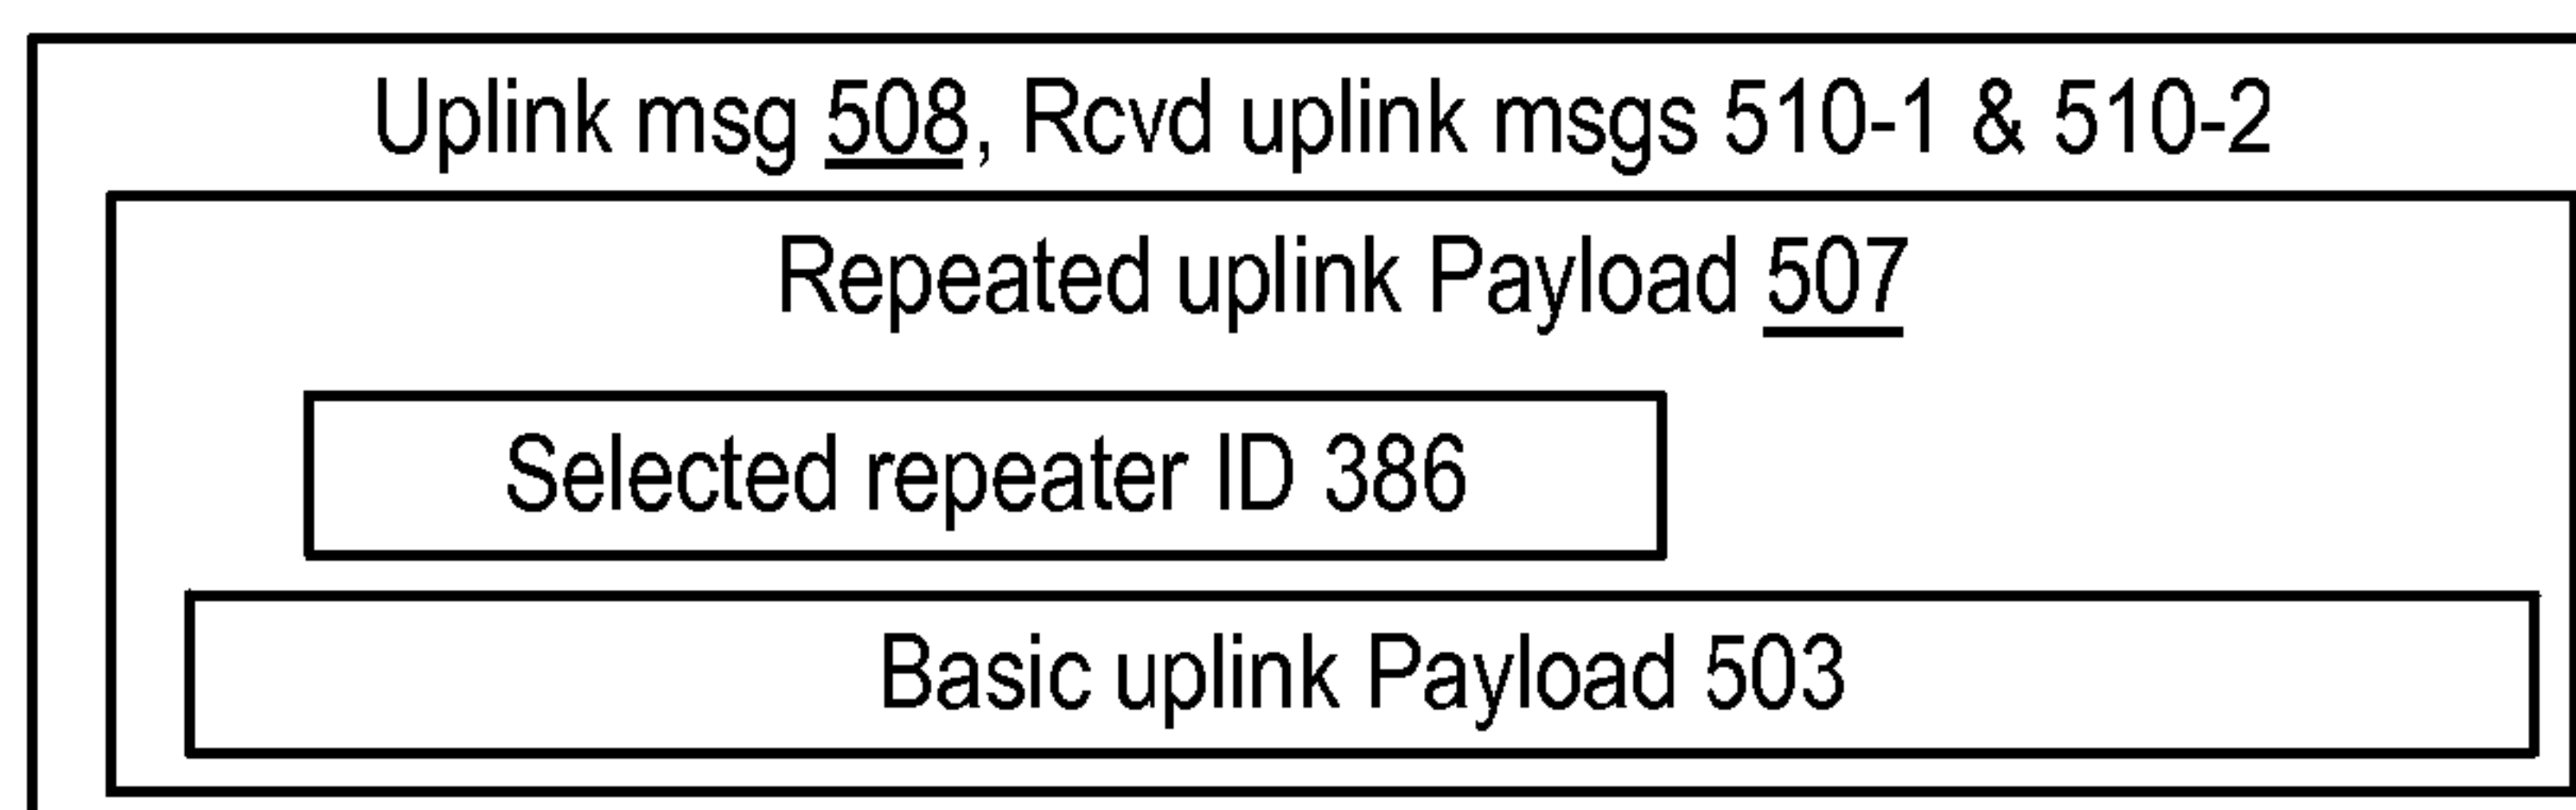 Uplink msg 508, Rcvd uplink msgs 510-1 & 510-2
Repeated uplink Payload 507
Selected repeater ID 386
Basic uplink Payload 503